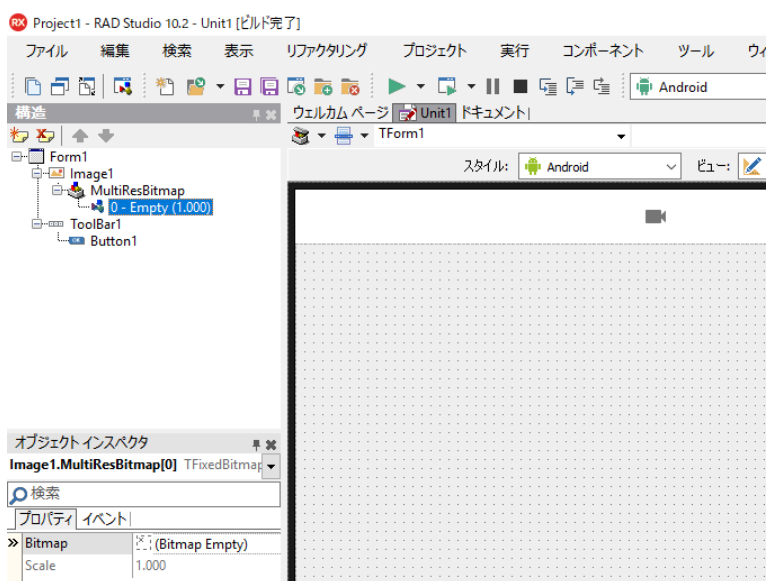 Project1 - RAD Studio 10.2 - Unit1 [ビルド完了]
ファイル 編集 検索 表示 リファクタリング プロジェクト 実行 コンポーネント ツール ウィ
Android
構造
ウェルカム ページ Unit1 ドキュメント
TForm1
スタイル: Android ビュー:
Form1
Image1
MultiResBitmap
0 - Empty (1.000)
ToolBar1
Button1
オブジェクト インスペクタ
Image1.MultiResBitmap[0] TFixedBitmap
検索
プロパティ イベント
Bitmap (Bitmap Empty)
Scale 1.000